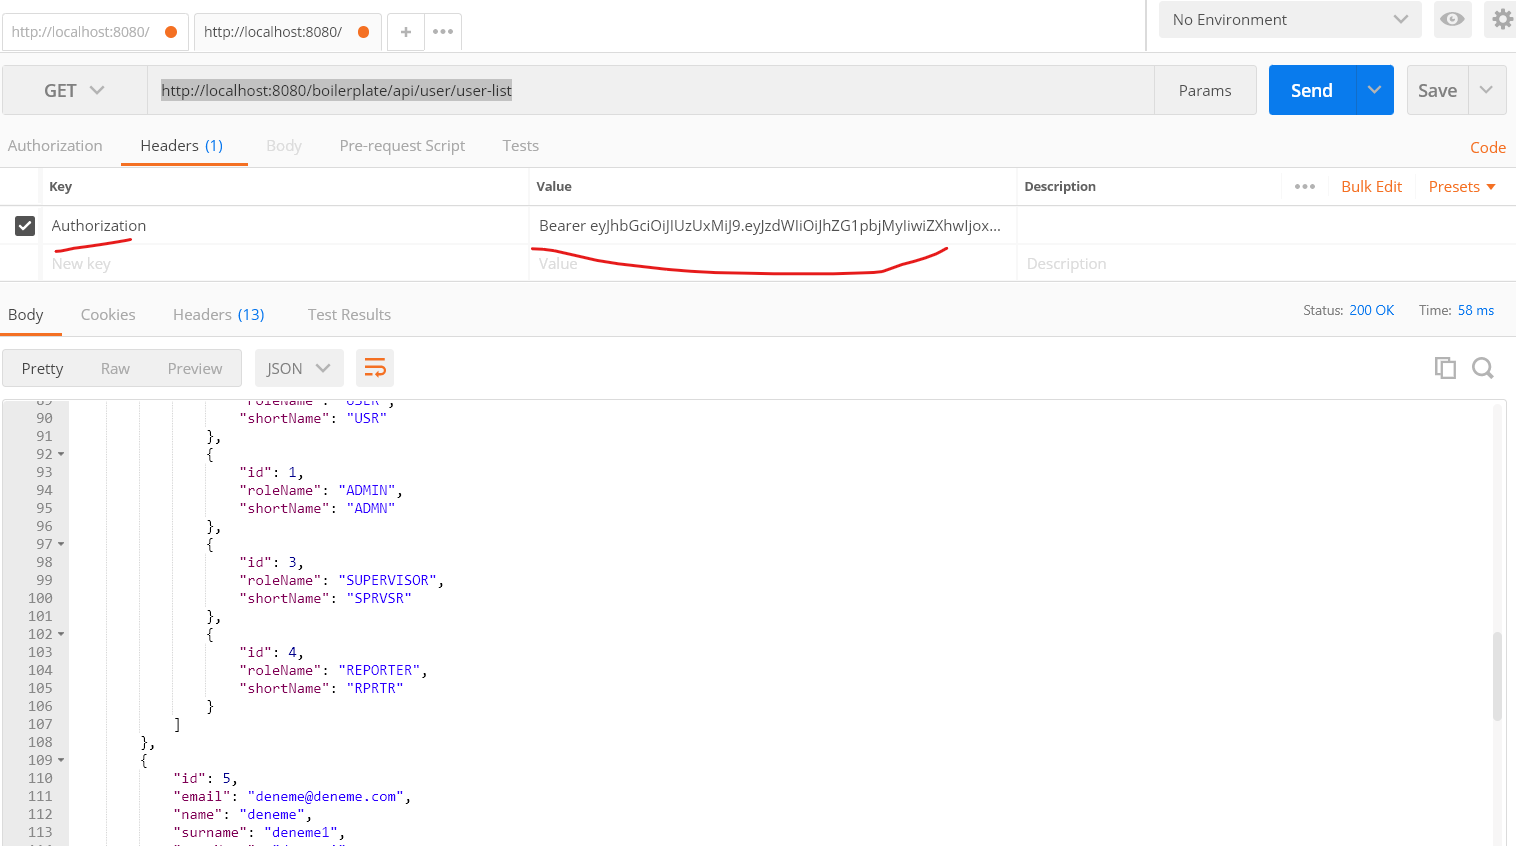 http://localhost:8080/
http://localhost:8080/
+
•••
No Environment
GET
http://localhost:8080/boilerplate/api/user/user-list
Params
Send
Save
Authorization
Headers (1)
Body
Pre-request Script
Tests
Code
Key
Value
Description
•••
Bulk Edit
Presets
Authorization
Bearer eyJhbGciOiJIUzUxMiJ9.eyJzdWIiOiJhZG1pbjMyIiwiZXhwIjox...
New key
Value
Description
Body
Cookies
Headers (13)
Test Results
Status: 200 OK
Time: 58 ms
Pretty
Raw
Preview
JSON
89 "roleName": "USER",
90 "shortName": "USR"
91 },
92 {
93 "id": 1,
94 "roleName": "ADMIN",
95 "shortName": "ADMN"
96 },
97 {
98 "id": 3,
99 "roleName": "SUPERVISOR",
100 "shortName": "SPRVSR"
101 },
102 {
103 "id": 4,
104 "roleName": "REPORTER",
105 "shortName": "RPRTR"
106 }
107 ]
108 },
109 {
110 "id": 5,
111 "email": "deneme@deneme.com",
112 "name": "deneme",
113 "surname": "deneme1",